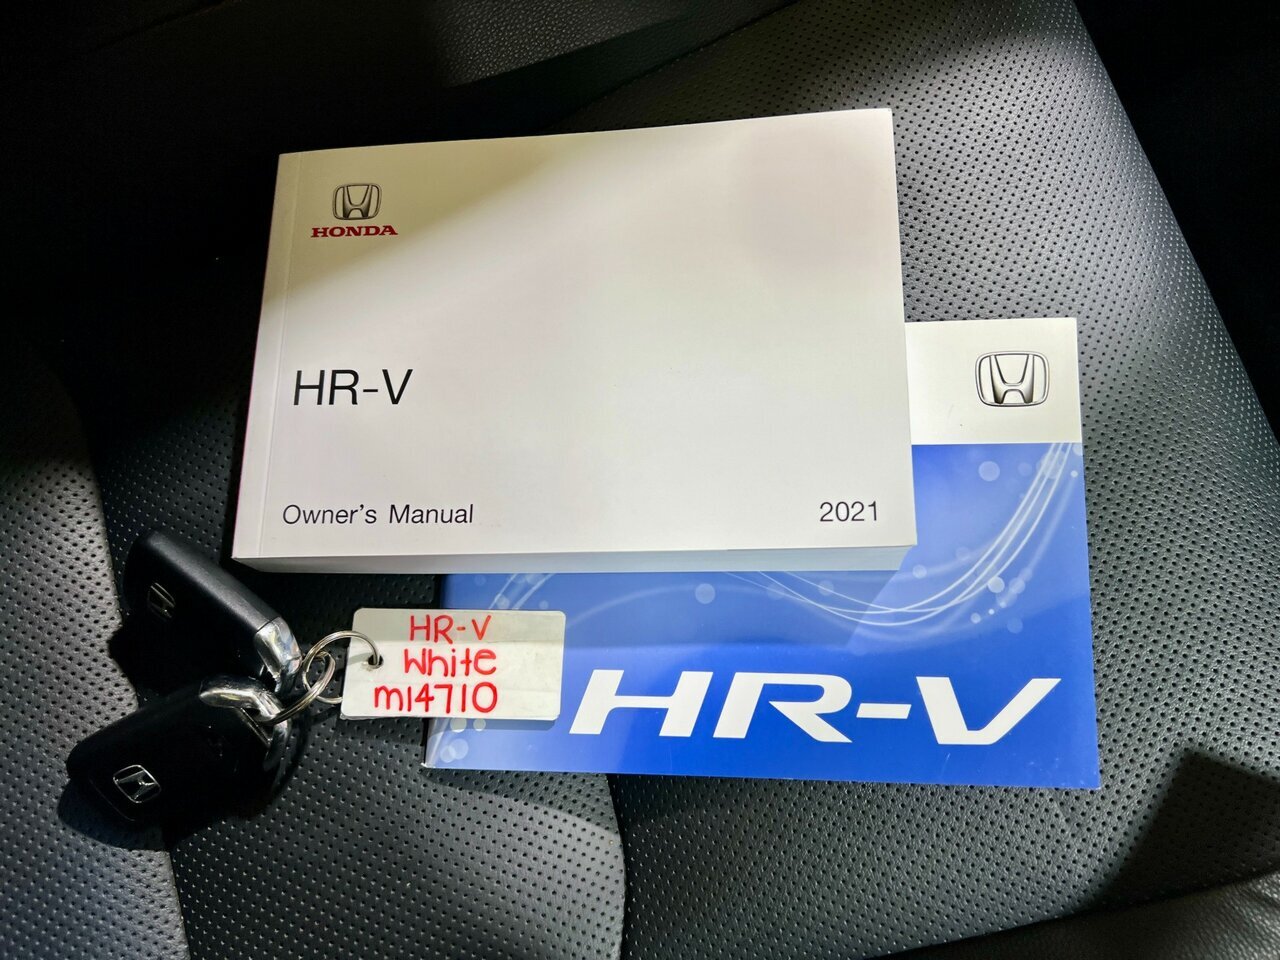 HONDA
HR-V
Owner's Manual
2021
HR-V
White
m14710
HR-V